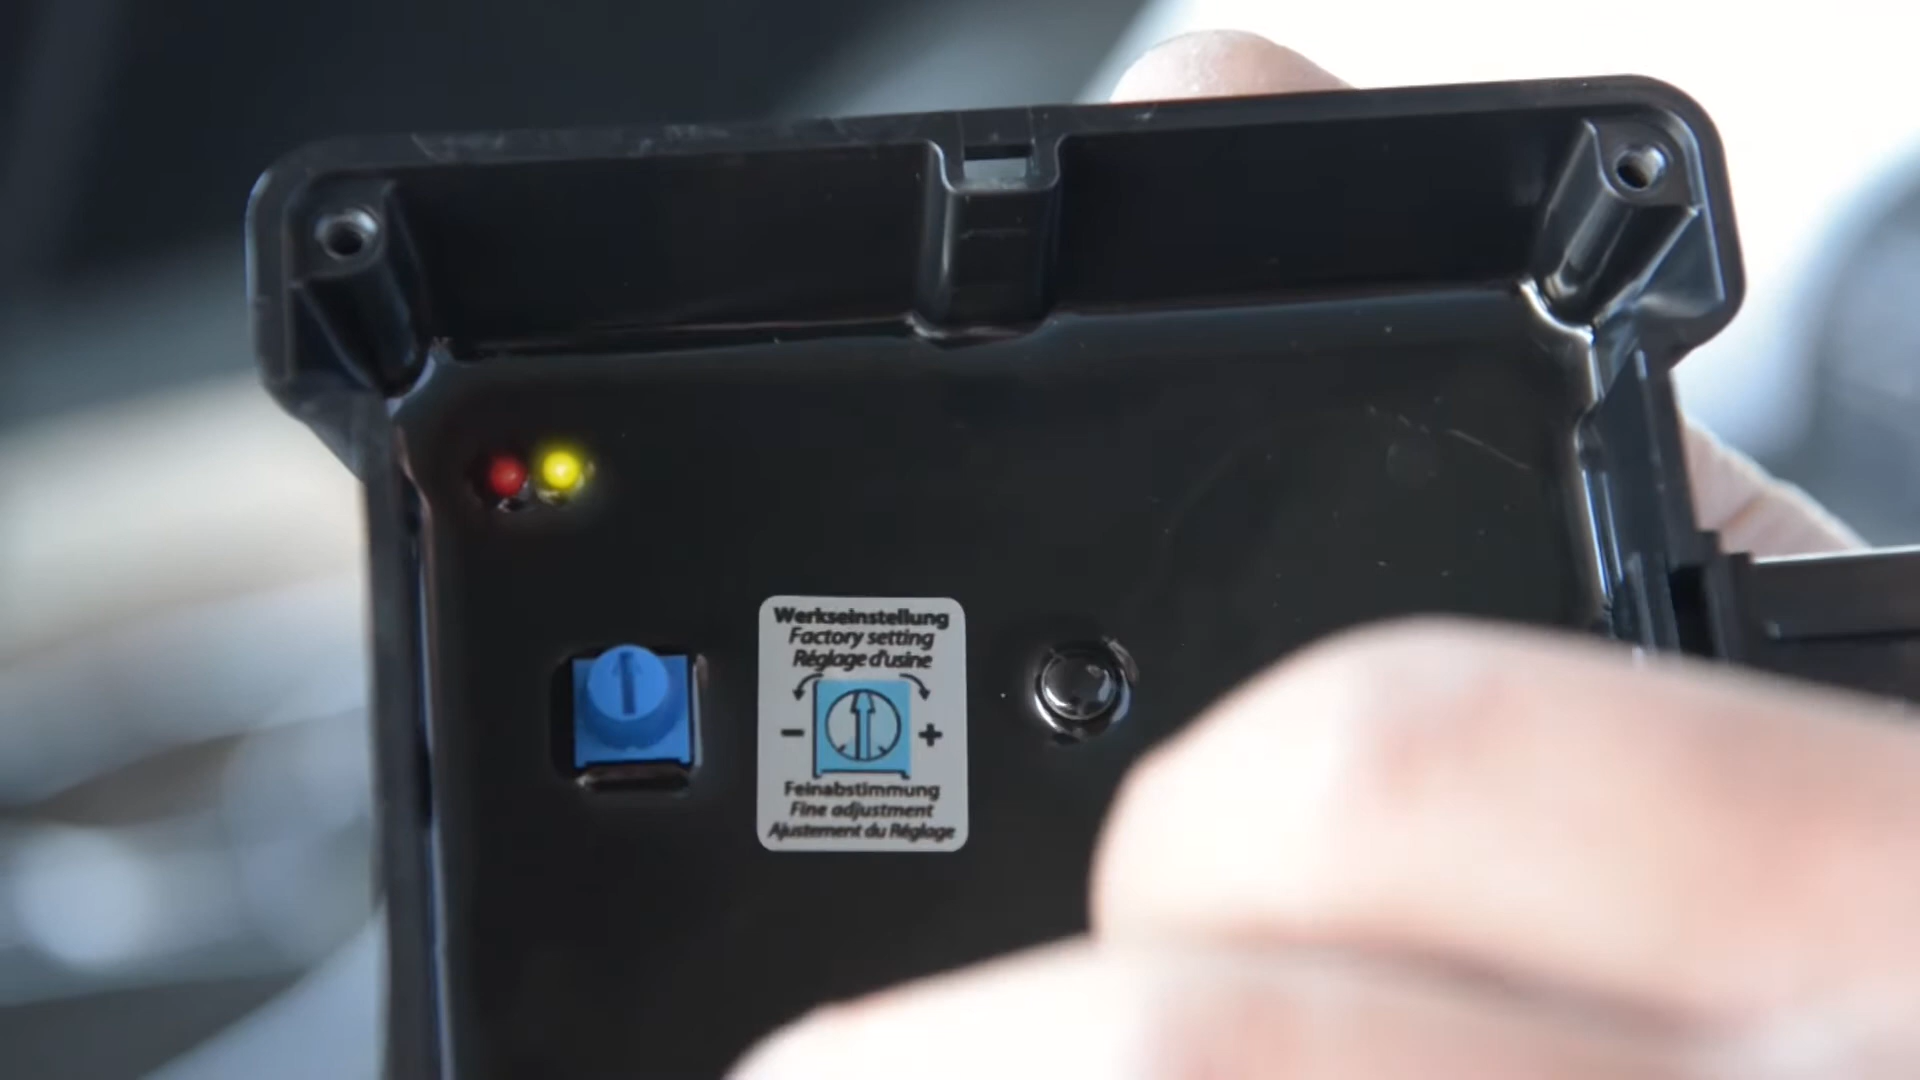 Werkseinstellung
Factory setting
Réglage d'usine
- +
Feinabstimmung
Fine adjustment
Ajustement du Réglage